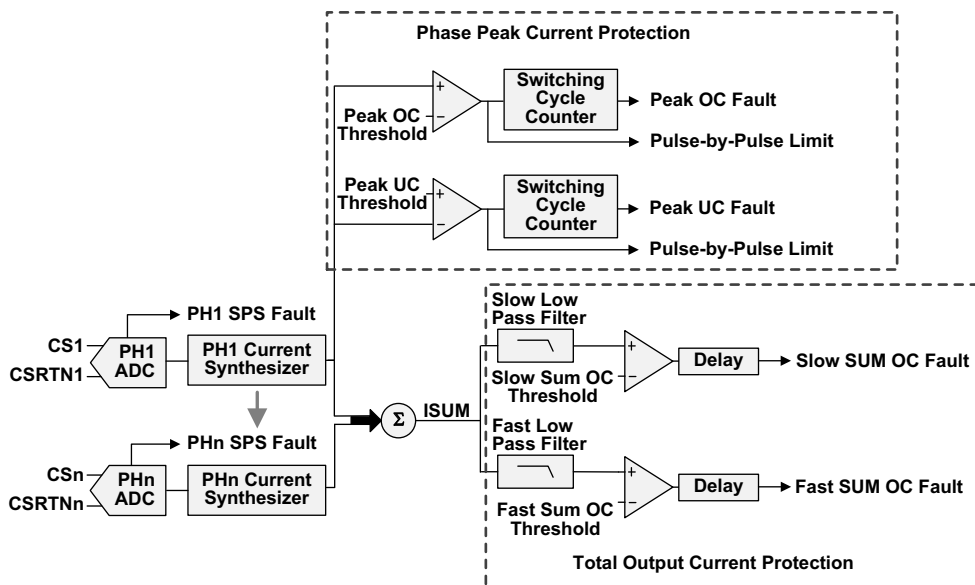 Phase Peak Current Protection
+
Peak OC
Threshold
−
Switching
Cycle
Counter
Peak OC Fault
Pulse-by-Pulse Limit
Peak UC
Threshold
+
−
Switching
Cycle
Counter
Peak UC Fault
Pulse-by-Pulse Limit
PH1 SPS Fault
CS1
CSRTN1
PH1
ADC
PH1 Current
Synthesizer
PHn SPS Fault
CSn
CSRTNn
PHn
ADC
PHn Current
Synthesizer
Σ
ISUM
Slow Low
Pass Filter
+
Slow Sum OC
Threshold
−
Delay
Slow SUM OC Fault
Fast Low
Pass Filter
+
Fast Sum OC
Threshold
−
Delay
Fast SUM OC Fault
Total Output Current Protection